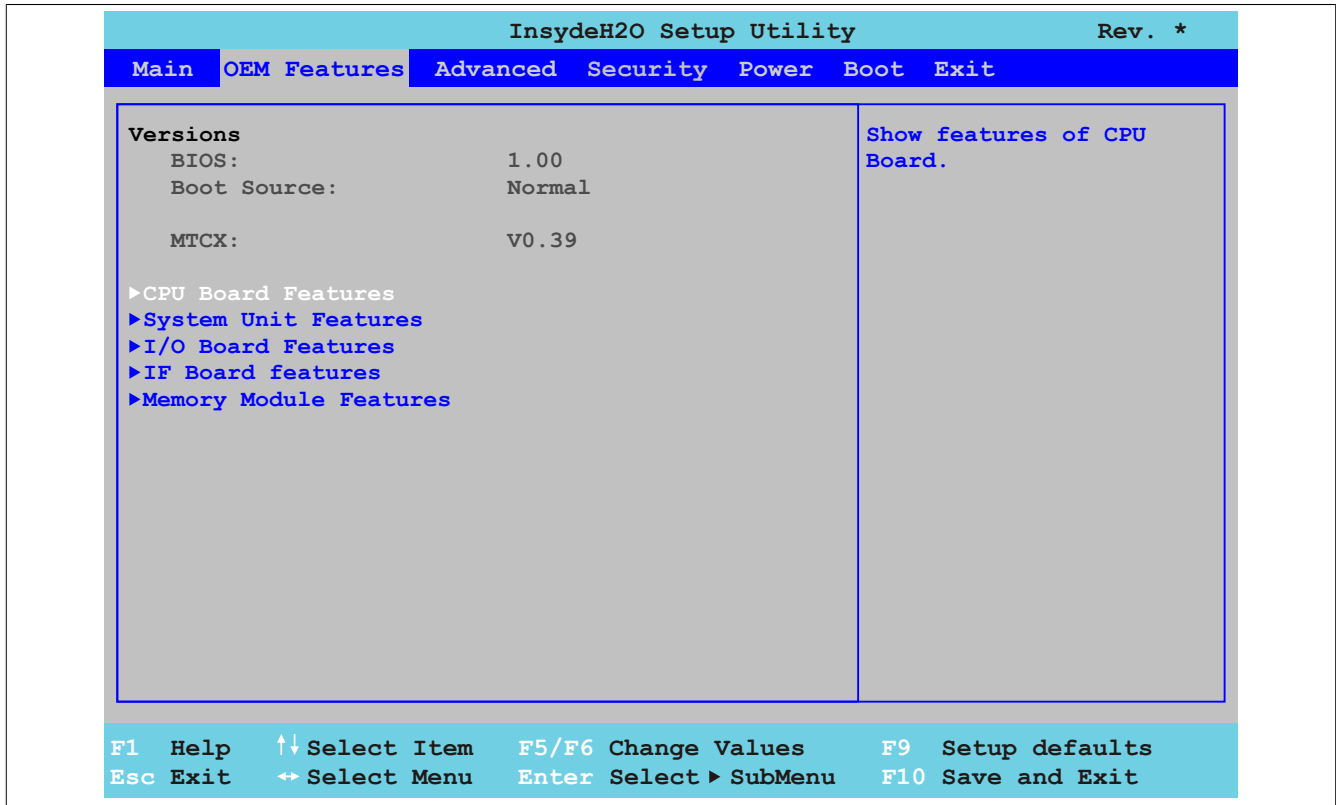 InsydeH2O Setup Utility Rev. *
Main OEM Features Advanced Security Power Boot Exit
Versions
BIOS: 1.00
Boot Source: Normal
MTCX: V0.39
▶CPU Board Features
▶System Unit Features
▶I/O Board Features
▶IF Board features
▶Memory Module Features
Show features of CPU
Board.
F1 Help ↑↓ Select Item F5/F6 Change Values F9 Setup defaults
Esc Exit ↔ Select Menu Enter Select ▶ SubMenu F10 Save and Exit